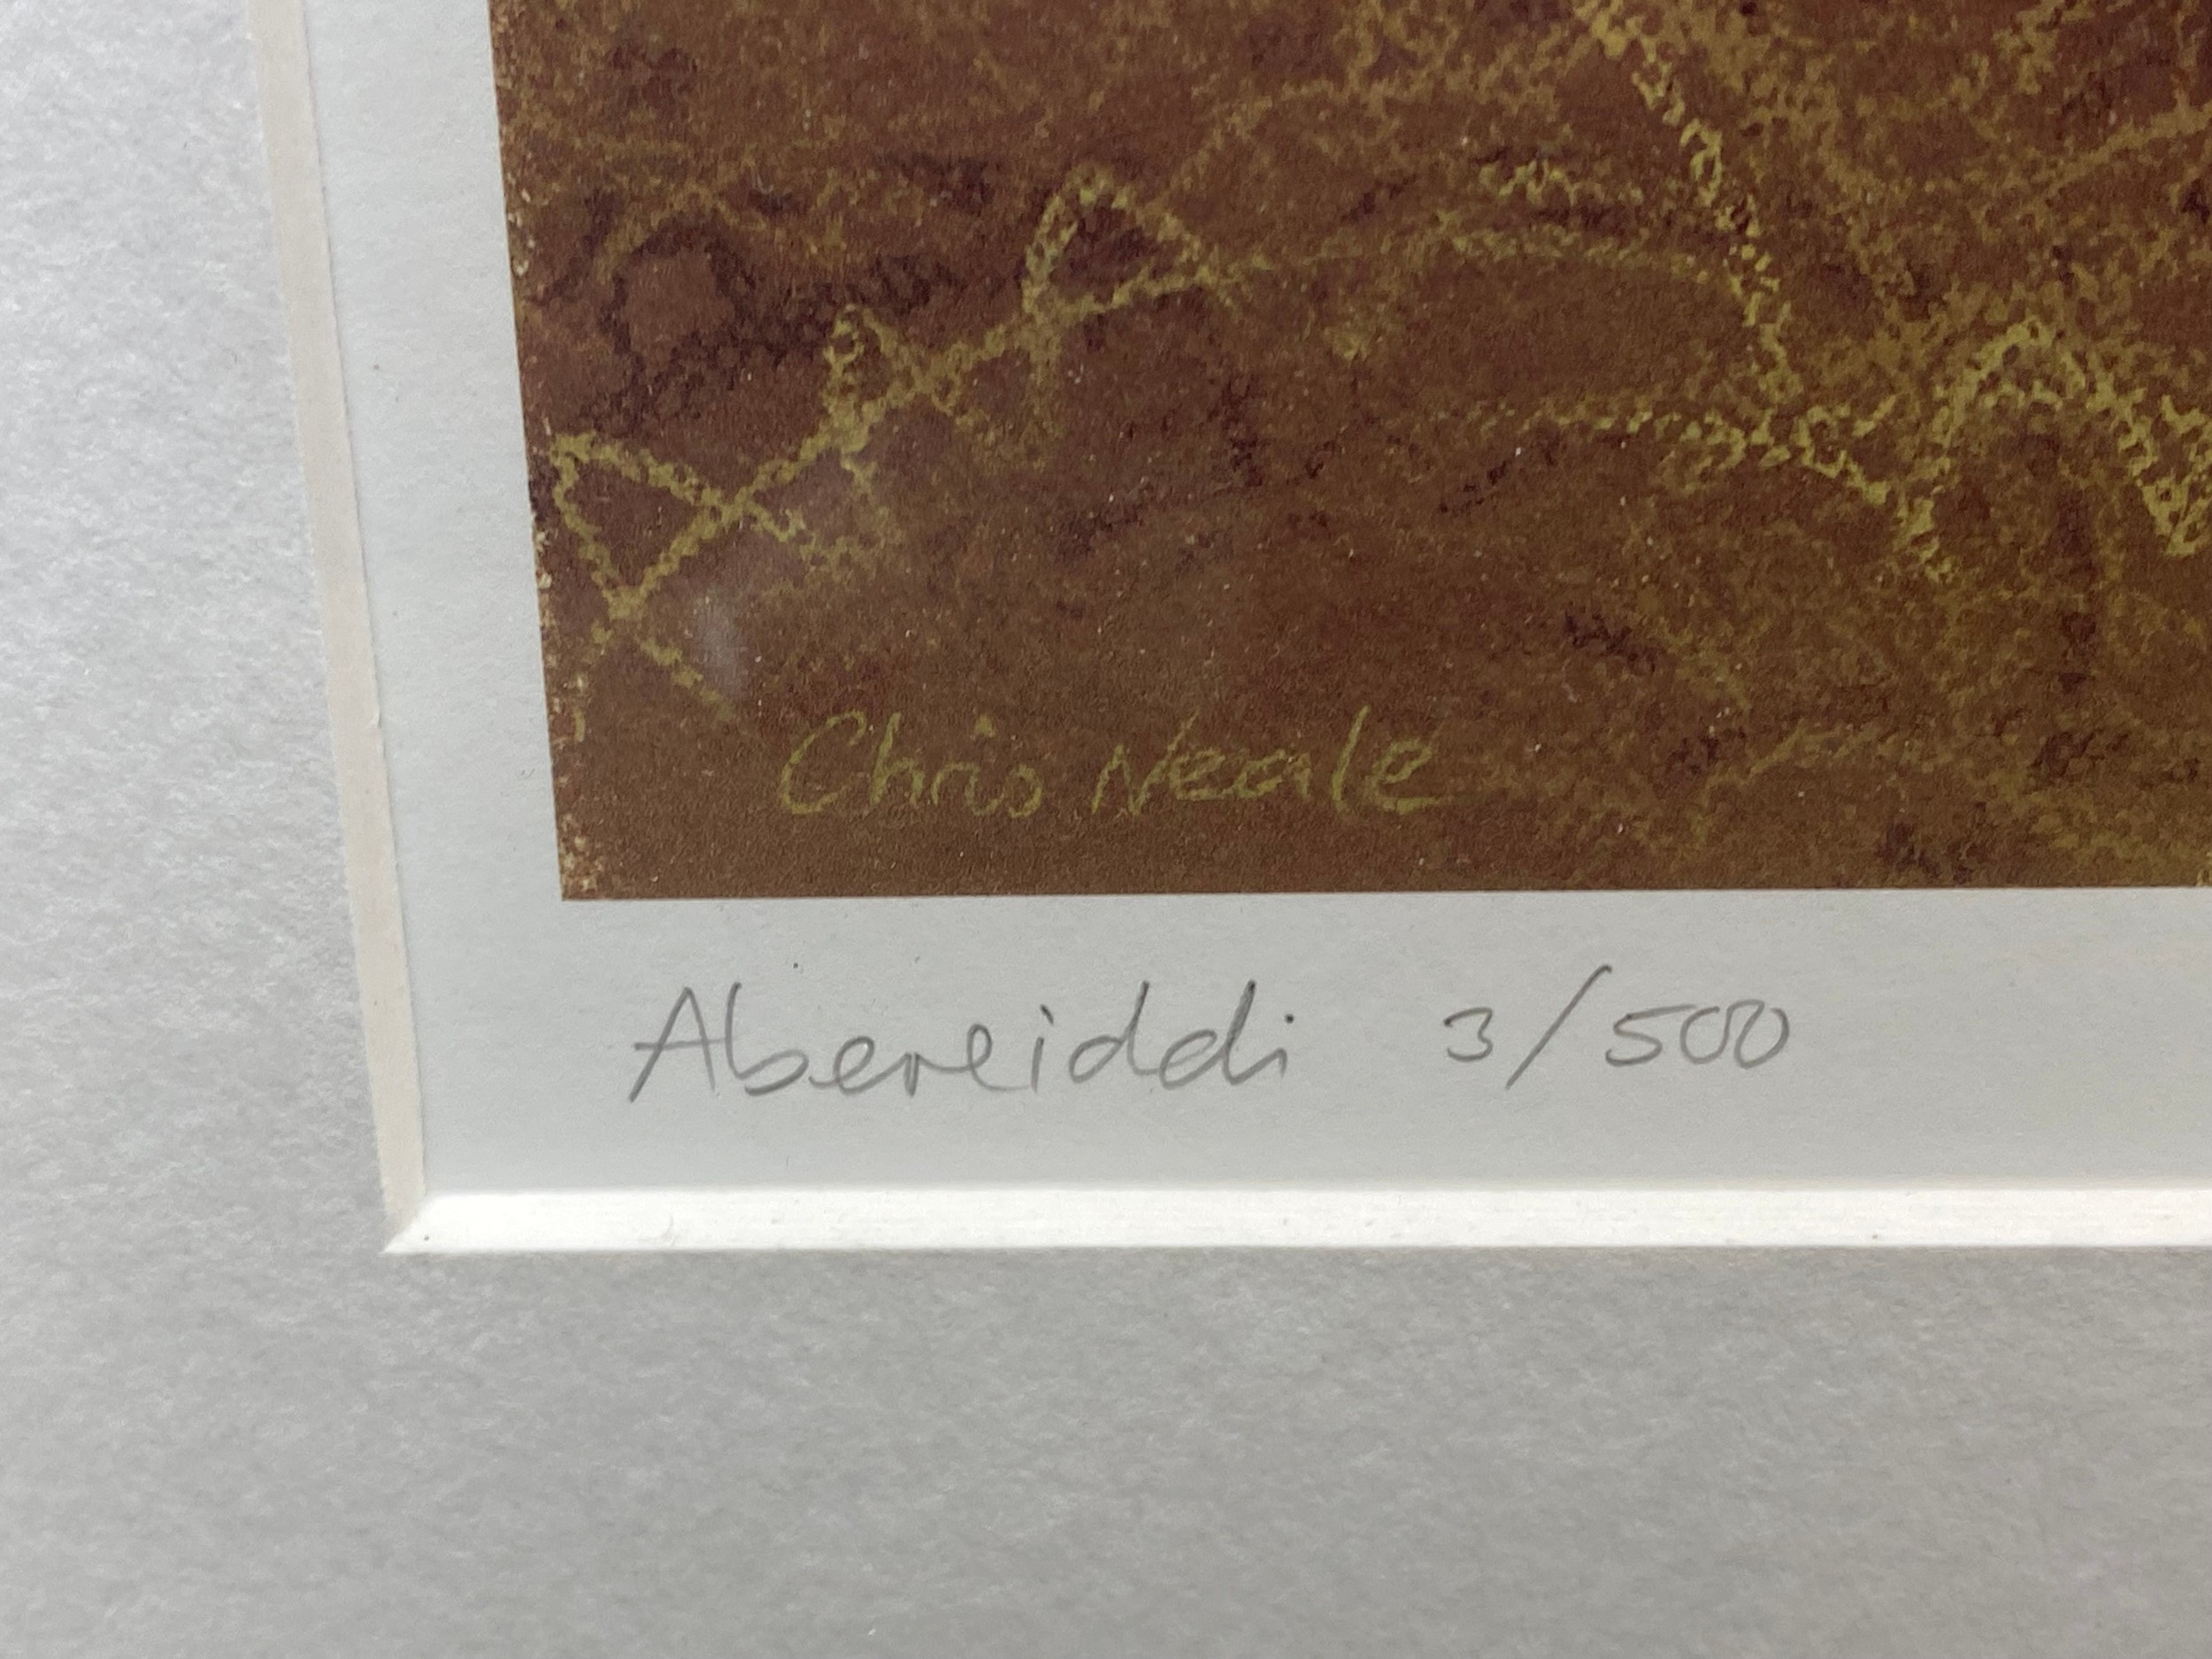 Chris Neale
Abereiddi 3/500